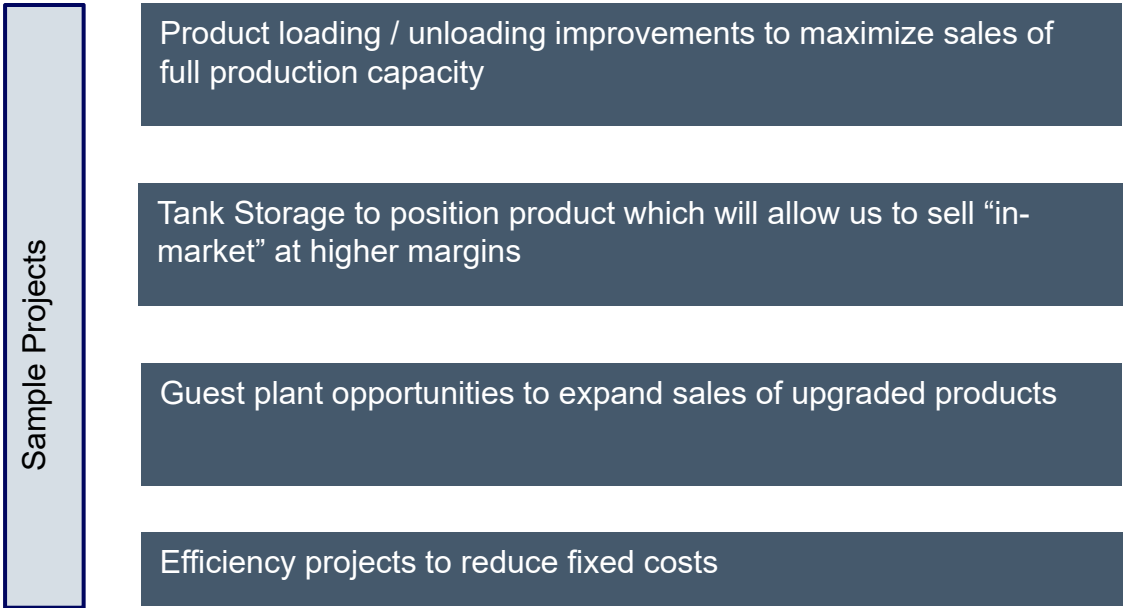 Sample Projects
Product loading / unloading improvements to maximize sales of
full production capacity
Tank Storage to position product which will allow us to sell “in-
market” at higher margins
Guest plant opportunities to expand sales of upgraded products
Efficiency projects to reduce fixed costs